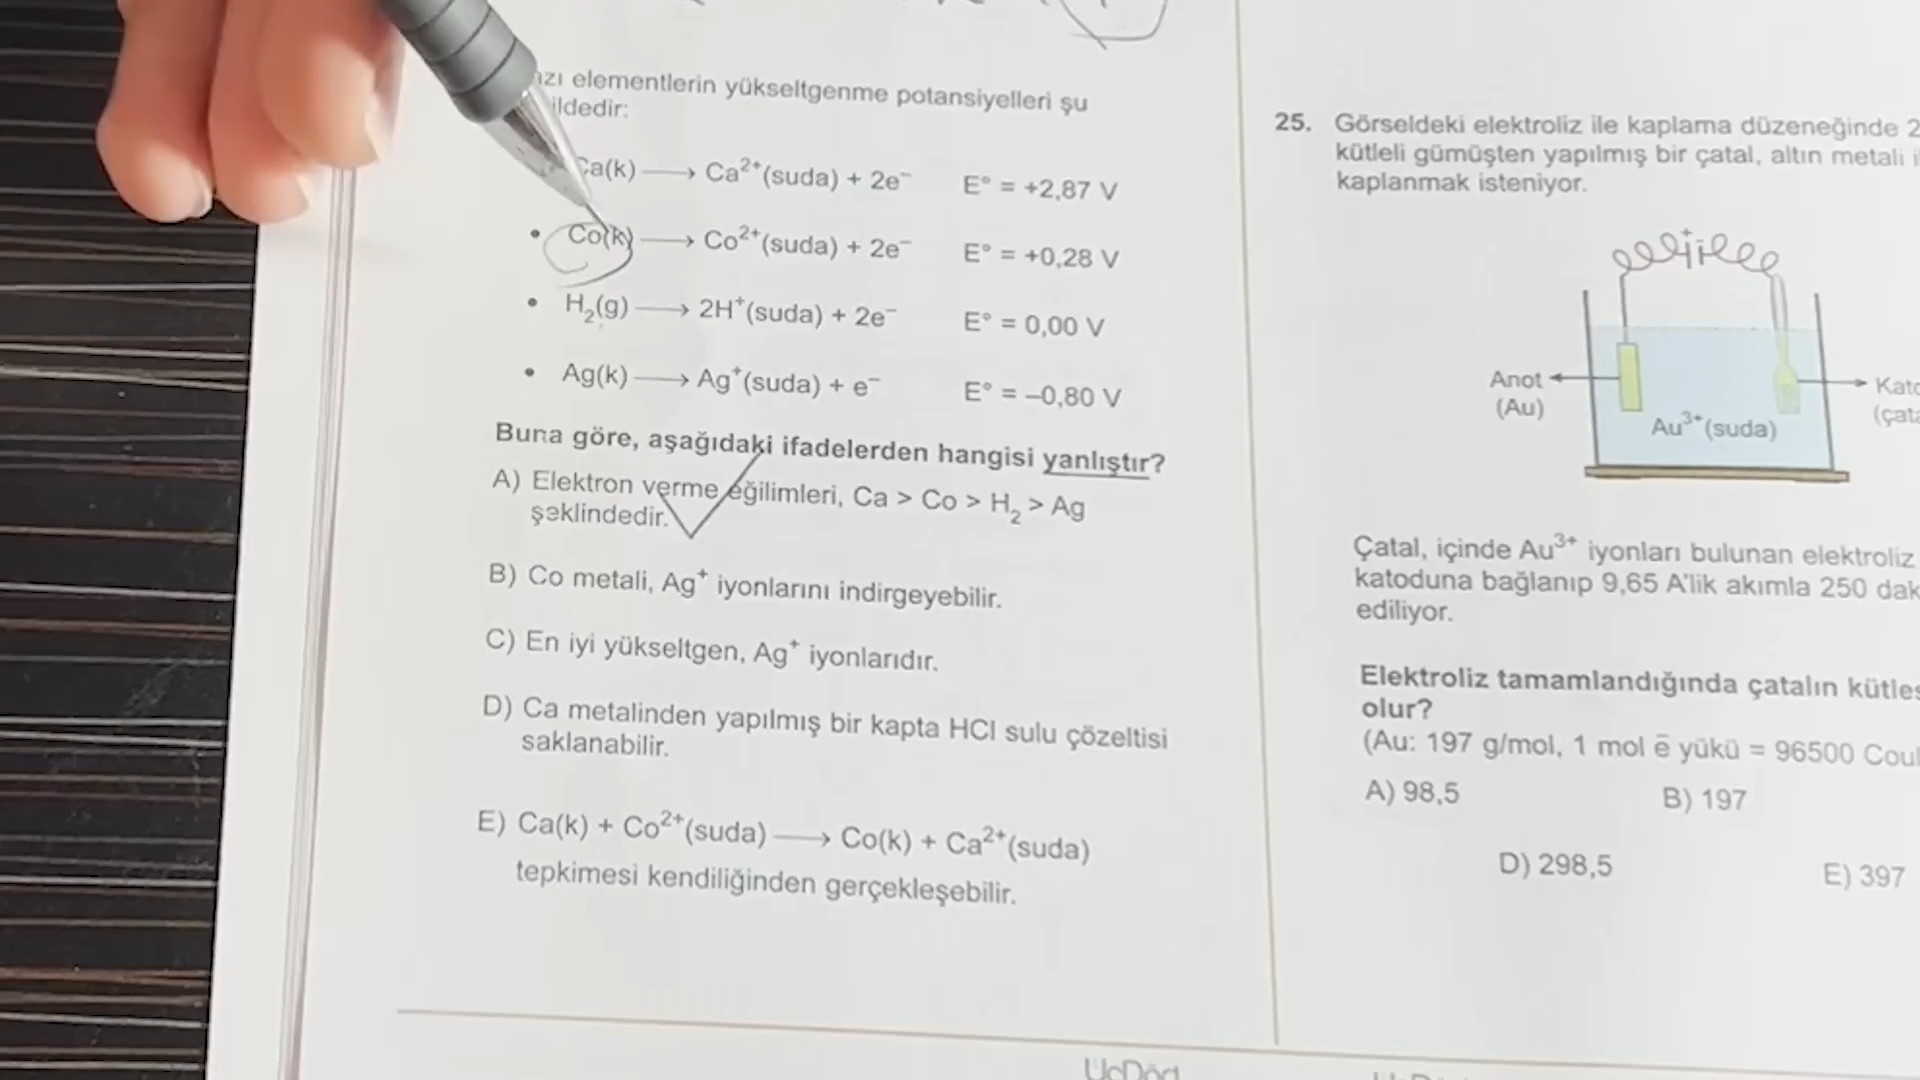 elementlerin yükseltgenme potansiyelleri şu
Ca(k) ⟶ Ca²⁺(suda) + 2e⁻ E° = +2,87 V
• Co(k) ⟶ Co²⁺(suda) + 2e⁻ E° = +0,28 V
• H₂(g) ⟶ 2H⁺(suda) + 2e⁻ E° = 0,00 V
• Ag(k) ⟶ Ag⁺(suda) + e⁻ E° = –0,80 V
Buna göre, aşağıdaki ifadelerden hangisi yanlıştır?
A) Elektron verme eğilimleri, Ca > Co > H₂ > Ag
şeklindedir.
B) Co metali, Ag⁺ iyonlarını indirgeyebilir.
C) En iyi yükseltgen, Ag⁺ iyonlarıdır.
D) Ca metalinden yapılmış bir kapta HCl sulu çözeltisi
saklanabilir.
E) Ca(k) + Co²⁺(suda) ⟶ Co(k) + Ca²⁺(suda)
tepkimesi kendiliğinden gerçekleşebilir.
25. Görseldeki elektroliz ile kaplama düzeneğinde
kütleli gümüşten yapılmış bir çatal, altın metali
kaplanmak isteniyor.
Anot
(Au)
Au³⁺(suda)
Çatal, içinde Au³⁺ iyonları bulunan elektroliz
katoduna bağlanıp 9,65 A'lik akımla 250
ediliyor.
Elektroliz tamamlandığında çatalın
olur?
(Au: 197 g/mol, 1 mol ē yükü = 96500
A) 98,5 B) 197
D) 298,5 E) 397